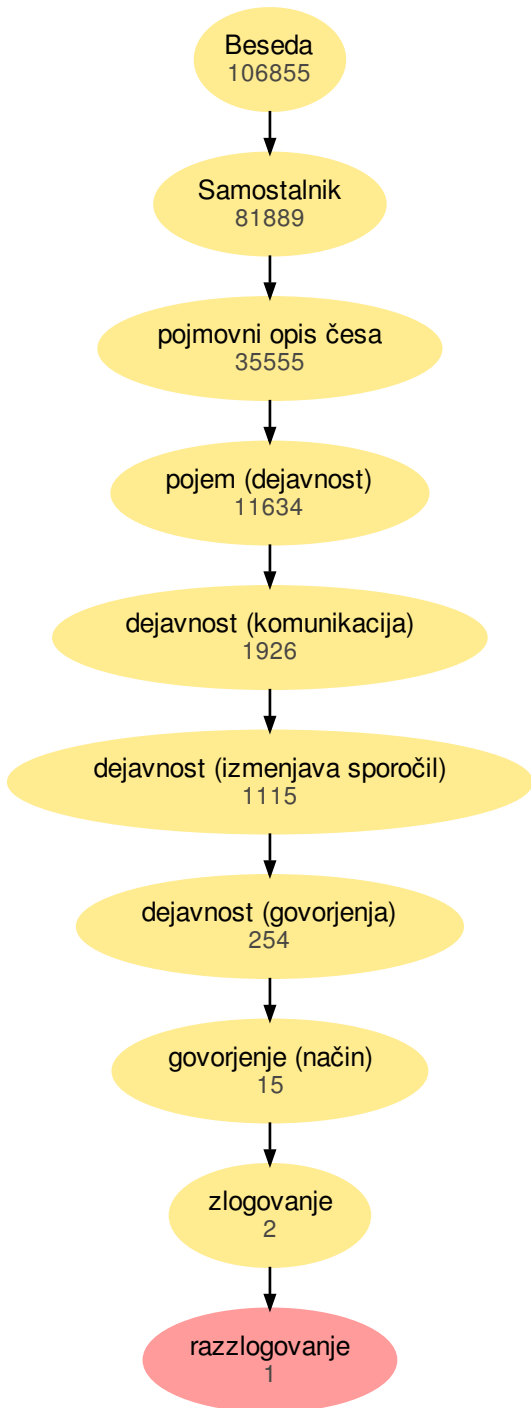 Beseda
106855
Samostalnik
81889
pojmovni opis česa
35555
pojem (dejavnost)
11634
dejavnost (komunikacija)
1926
dejavnost (izmenjava sporočil)
1115
dejavnost (govorjenja)
254
govorjenje (način)
15
zlogovanje
2
razzlogovanje
1